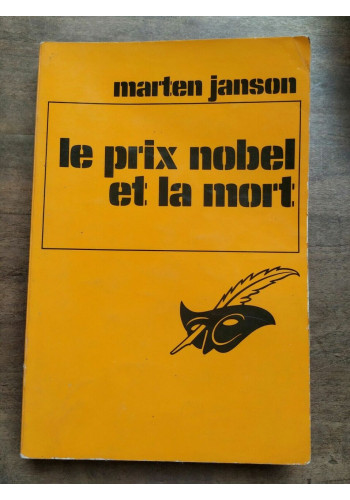 marten janson
le prix nobel
et la mort